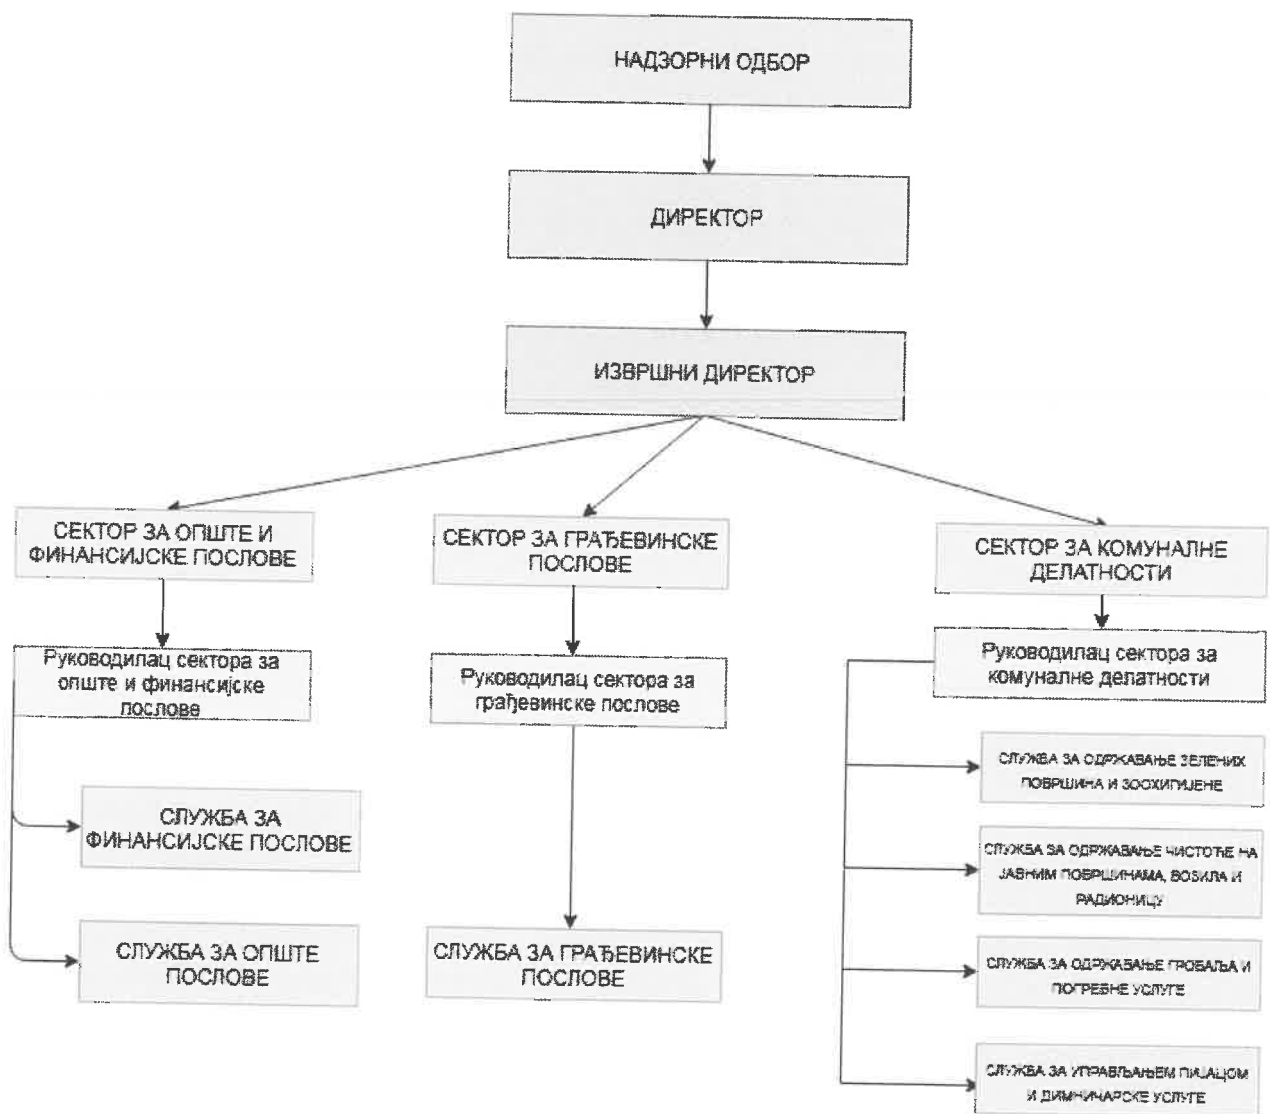 НАДЗОРНИ ОДБОР
ДИРЕКТОР
ИЗВРШНИ ДИРЕКТОР
СЕКТОР ЗА ОПШТЕ И
ФИНАНСИЈСКЕ ПОСЛОВЕ
СЕКТОР ЗА ГРАЂЕВИНСКЕ
ПОСЛОВЕ
СЕКТОР ЗА КОМУНАЛНЕ
ДЕЛАТНОСТИ
Руководилац сектора за
опште и финансијске
послове
Руководилац сектора за
грађевинске послове
Руководилац сектора за
комуналне делатности
СЛУЖБА ЗА
ФИНАНСИЈСКЕ ПОСЛОВЕ
СЛУЖБА ЗА ОПШТЕ
ПОСЛОВЕ
СЛУЖБА ЗА ГРАЂЕВИНСКЕ
ПОСЛОВЕ
СЛУЖБА ЗА ОДРЖАВАЊЕ ЗЕЛЕНИХ
ПОВРШИНА И ЗООХИГИЈЕНЕ
СЛУЖБА ЗА ОДРЖАВАЊЕ ЧИСТОЋЕ НА
ЈАВНИМ ПОВРШИНАМА, ВОЗИЛА И
РАДИОНИЦУ
СЛУЖБА ЗА ОДРЖАВАЊЕ ГРОБАЉА И
ПОГРЕБНЕ УСЛУГЕ
СЛУЖБА ЗА УПРАВЉАЊЕМ ПИЈАЦОМ
И ДИМНИЧАРСКЕ УСЛУГЕ